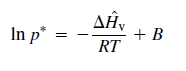 ln p* = − ΔĤᵥ / RT + B